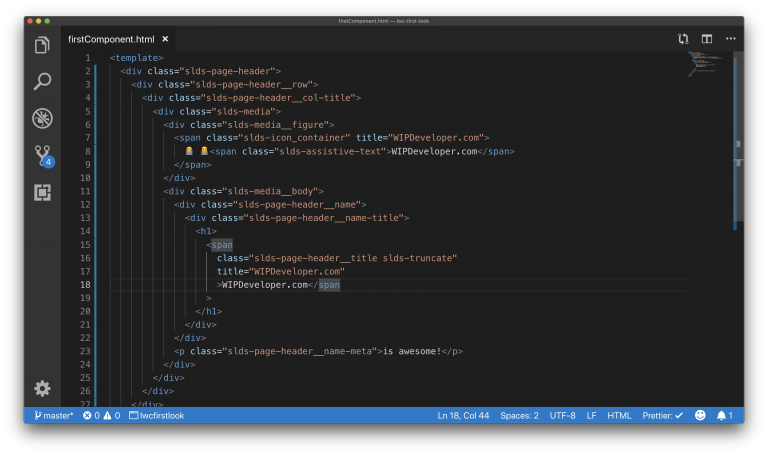 firstComponent.html — lwc-first-look
firstComponent.html ×
1 <template>
2 <div class="slds-page-header">
3 <div class="slds-page-header__row">
4 <div class="slds-page-header__col-title">
5 <div class="slds-media">
6 <div class="slds-media__figure">
7 <span class="slds-icon_container" title="WIPDeveloper.com">
8 <span class="slds-assistive-text">WIPDeveloper.com</span>
9 </span>
10 </div>
11 <div class="slds-media__body">
12 <div class="slds-page-header__name">
13 <div class="slds-page-header__name-title">
14 <h1>
15 <span
16 class="slds-page-header__title slds-truncate"
17 title="WIPDeveloper.com"
18 >WIPDeveloper.com</span
19 >
20 </h1>
21 </div>
22 </div>
23 <p class="slds-page-header__name-meta">is awesome!</p>
24 </div>
25 </div>
26 </div>
27 </div>
4
master* 0 0 lwcfirstlook Ln 18, Col 44 Spaces: 2 UTF-8 LF HTML Prettier: ✓ 1